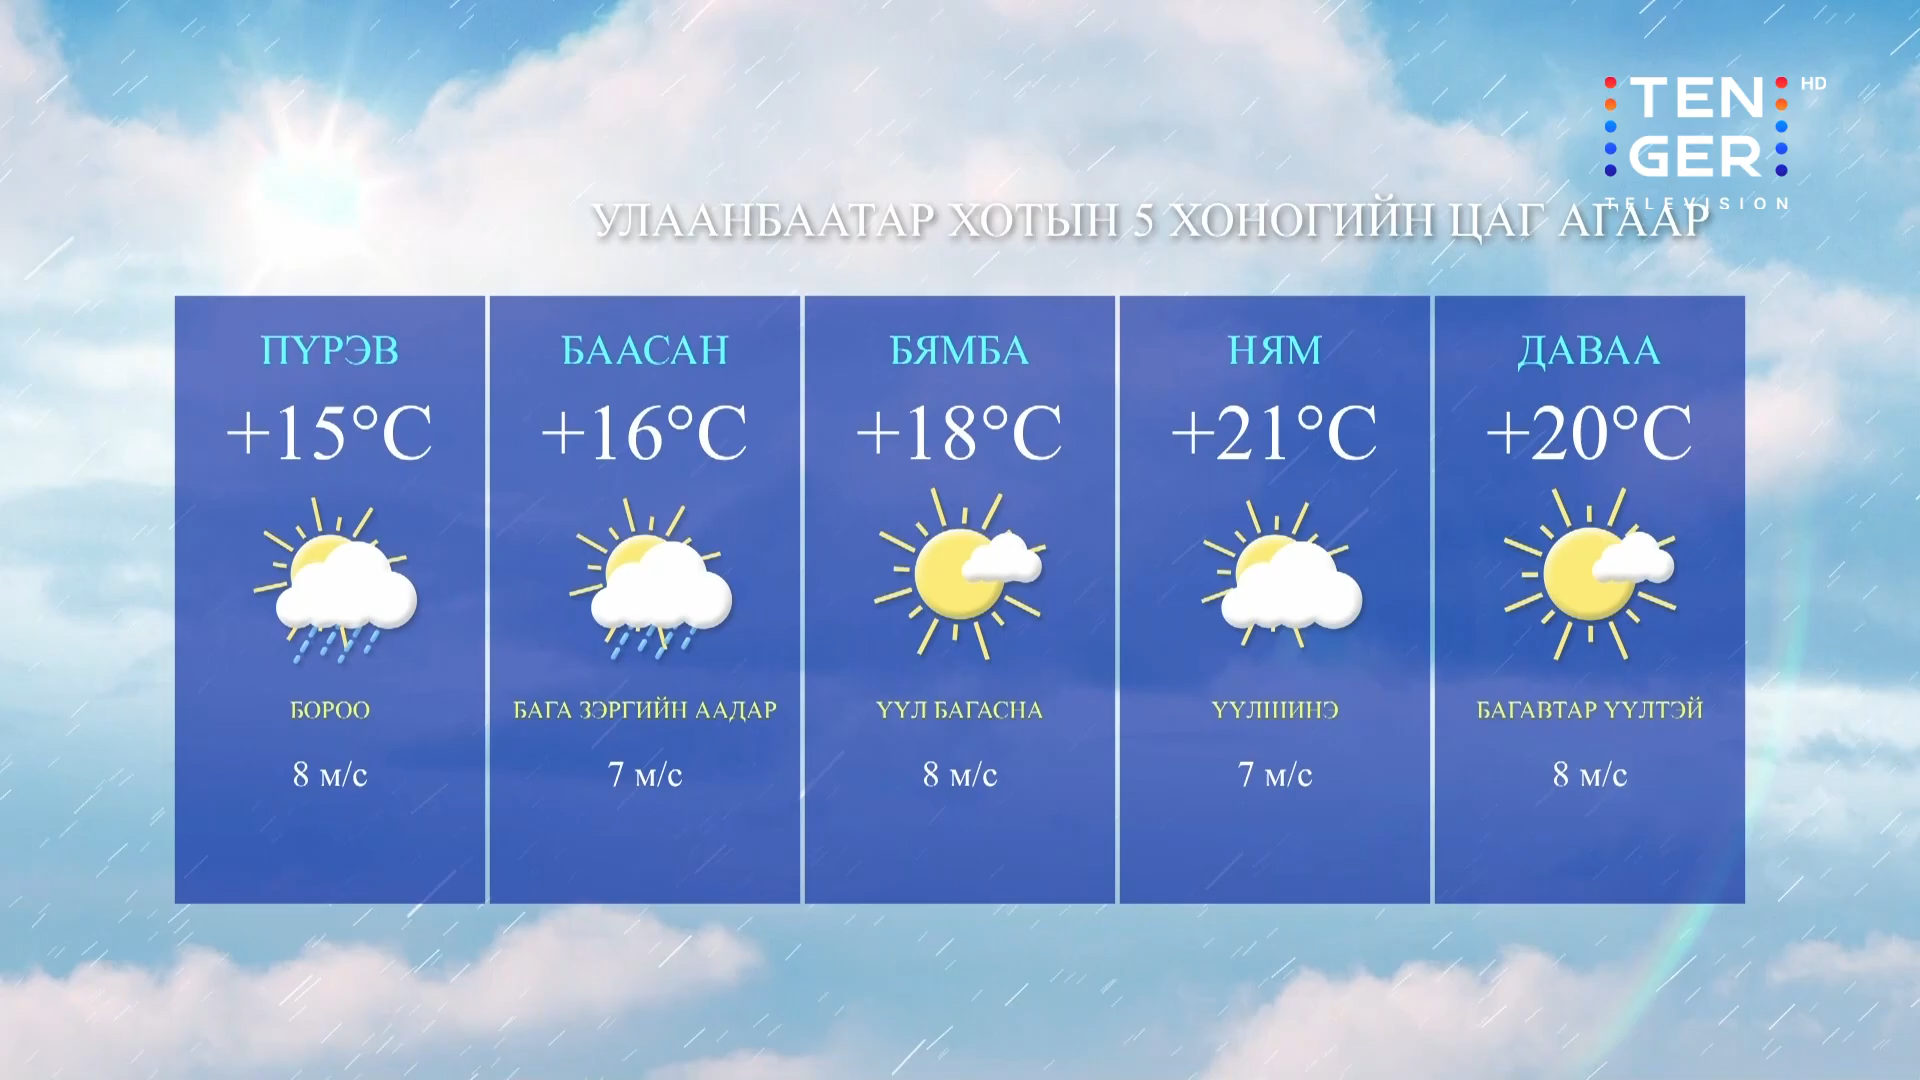 TEN HD
GER
TELEVISION
УЛААНБААТАР ХОТЫН 5 ХОНОГИЙН ЦАГ АГААР
ПҮРЭВ
+15°C
БОРОО
8 м/с
БААСАН
+16°C
БАГА ЗЭРГИЙН ААДАР
7 м/с
БЯМБА
+18°C
ҮҮЛ БАГАСНА
8 м/с
НЯМ
+21°C
ҮҮЛШИНЭ
7 м/с
ДАВАА
+20°C
БАГАВТАР ҮҮЛТЭЙ
8 м/с